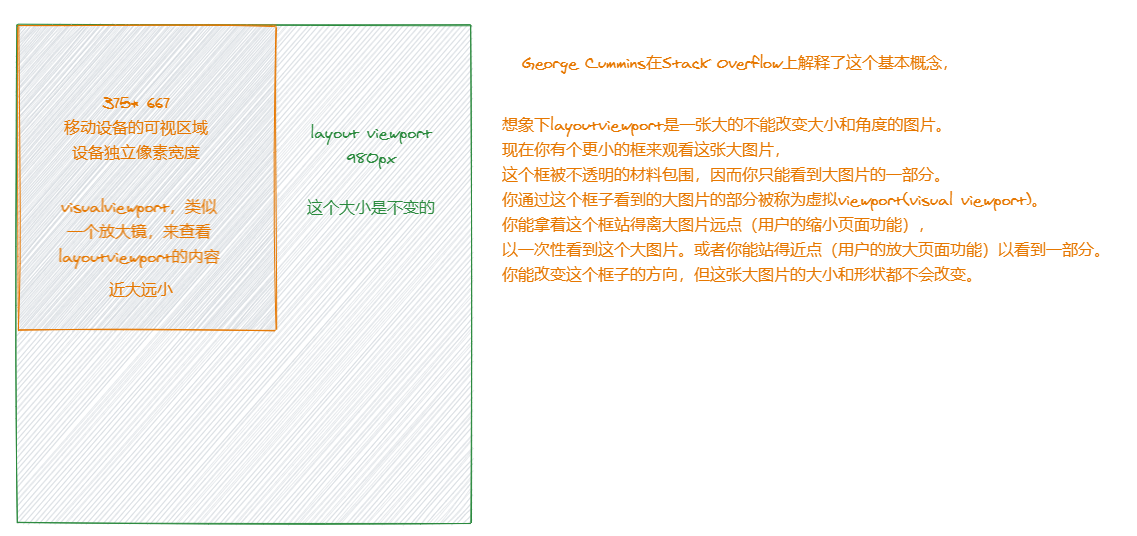 375* 667
移动设备的可视区域
设备独立像素宽度
visualviewport，类似
一个放大镜，来查看
layoutviewport的内容
近大远小
layout viewport
980px
这个大小是不变的
George Cummins在Stack Overflow上解释了这个基本概念，
想象下layoutviewport是一张大的不能改变大小和角度的图片。
现在你有个更小的框来观看这张大图片，
这个框被不透明的材料包围，因而你只能看到大图片的一部分。
你通过这个框子看到的大图片的部分被称为虚拟viewport(visual viewport)。
你能拿着这个框站得离大图片远点（用户的缩小页面功能），
以一次性看到这个大图片。或者你能站得近点（用户的放大页面功能）以看到一部分。
你能改变这个框子的方向，但这张大图片的大小和形状都不会改变。